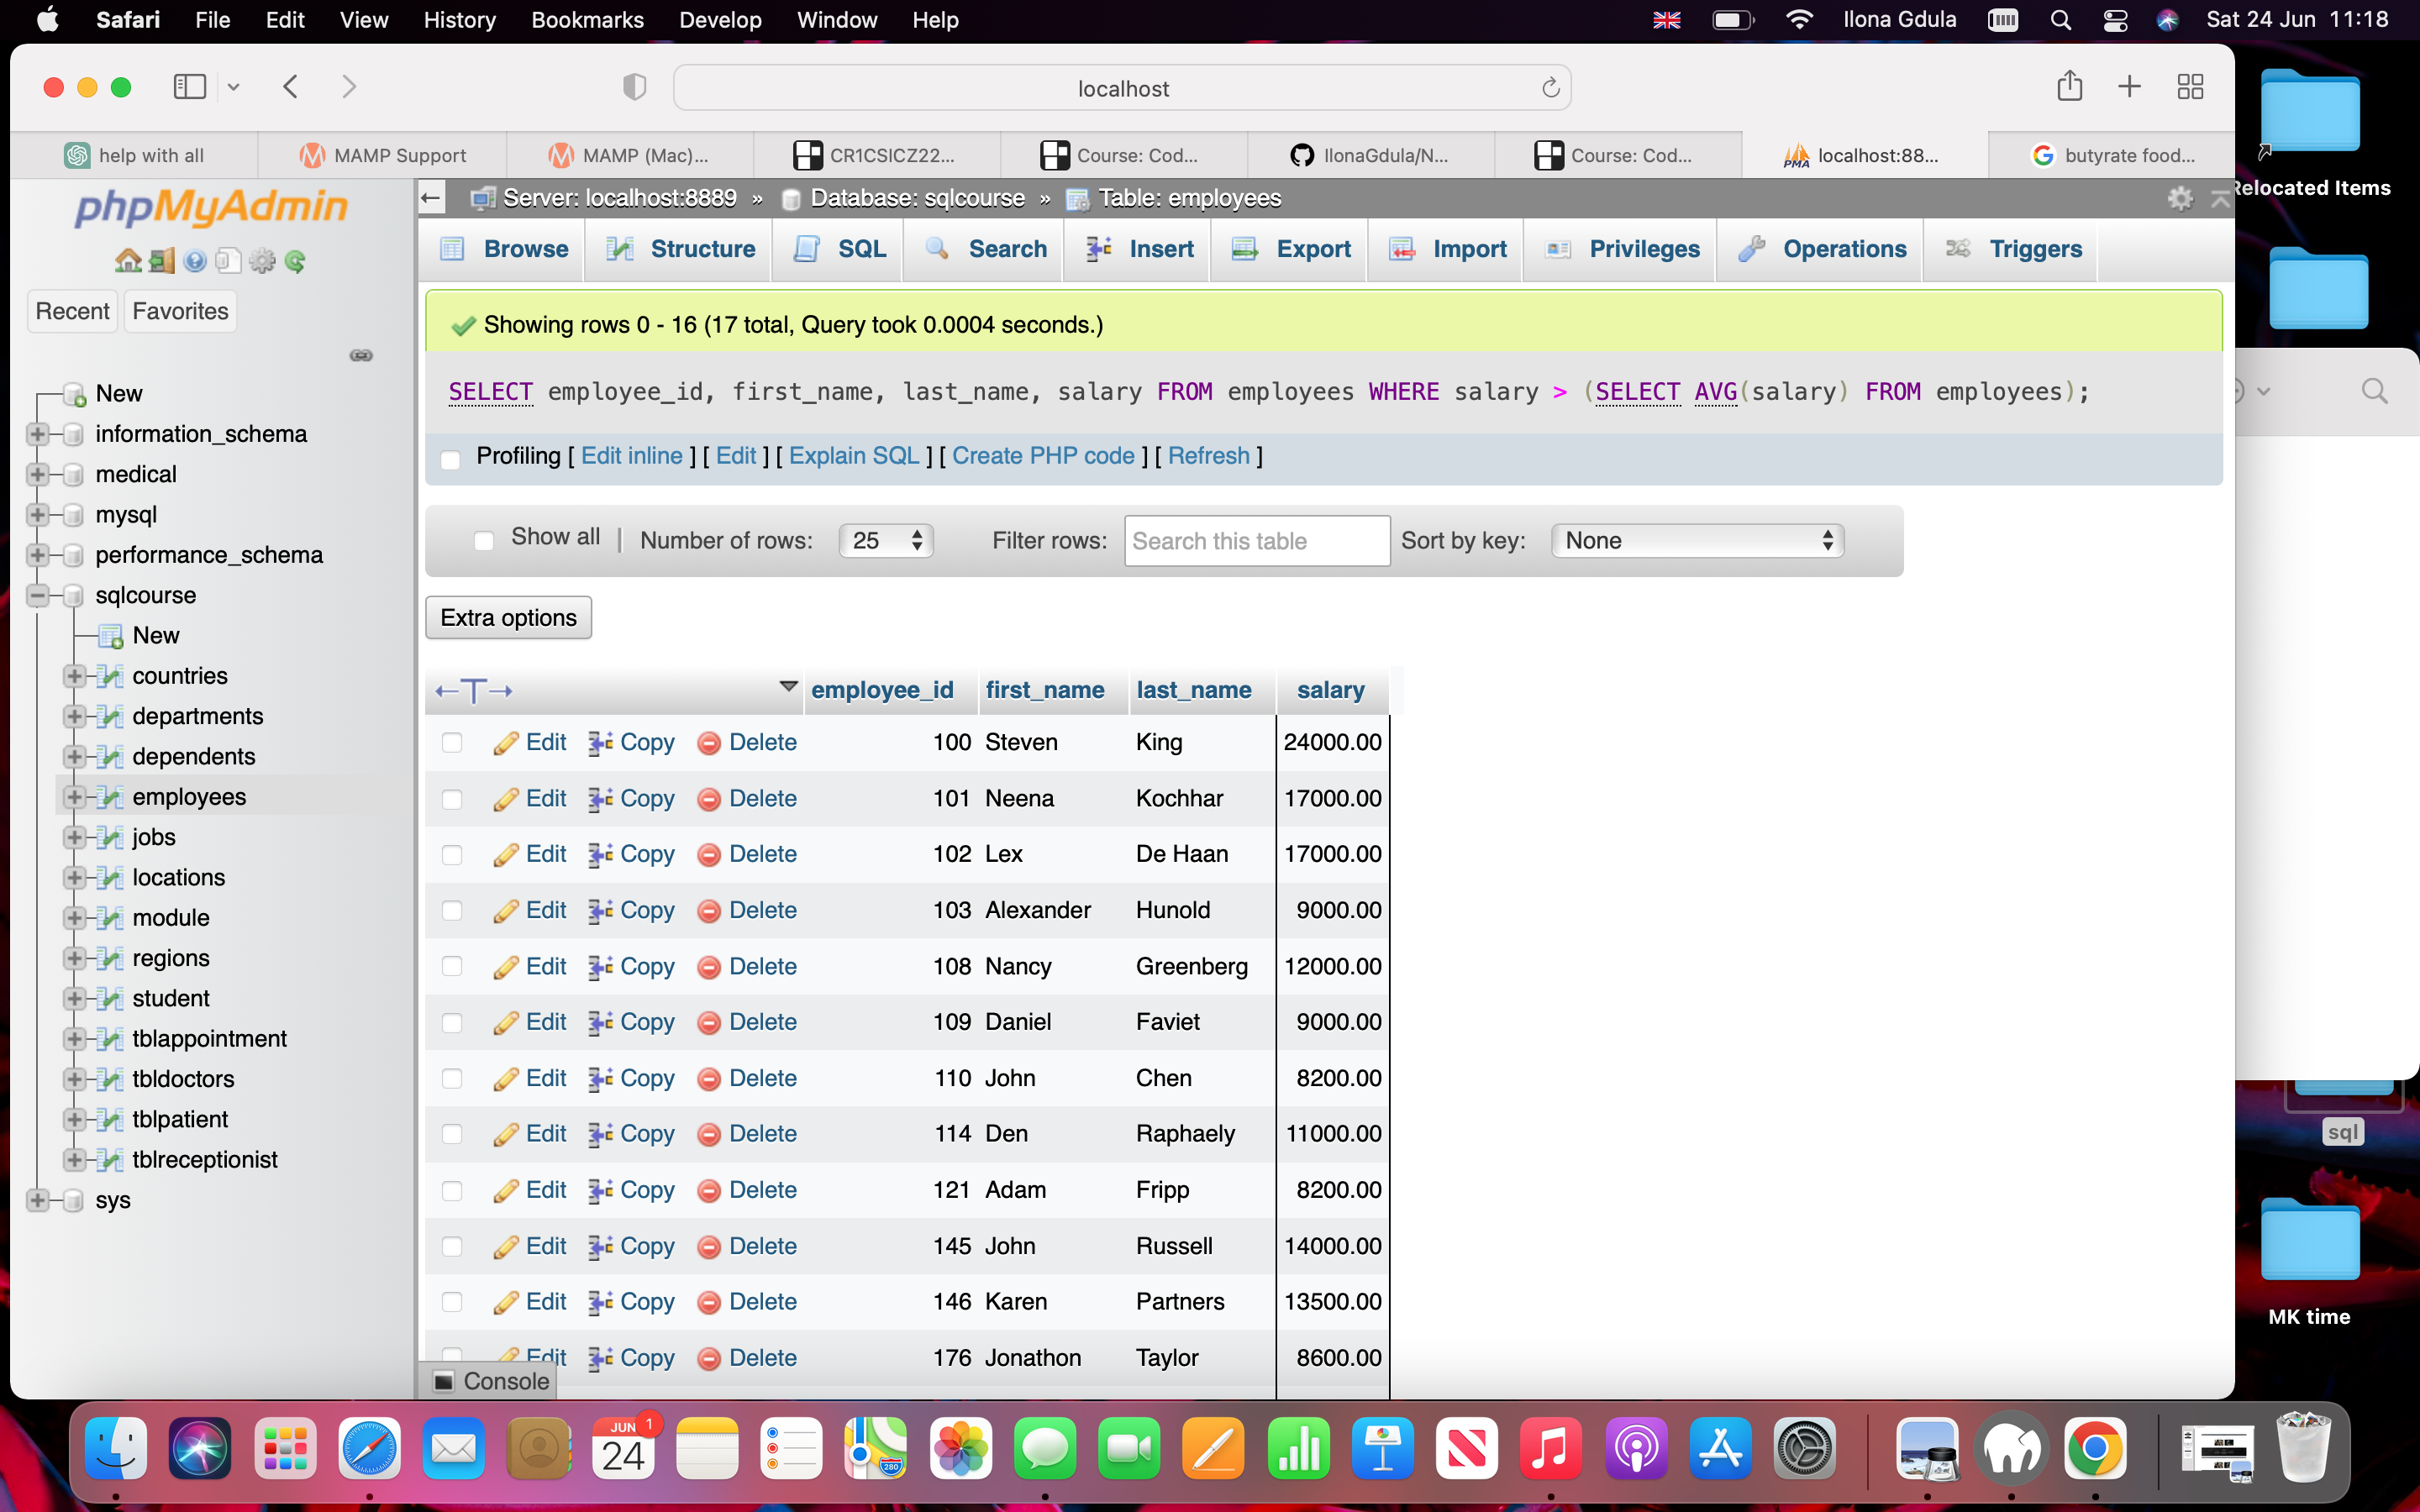 Safari File Edit View History Bookmarks Develop Window Help Ilona Gdula Sat 24 Jun 11:18
localhost
help with all MAMP Support MAMP (Mac)... CR1CSICZ22... Course: Cod... IlonaGdula/N... Course: Cod... PMA localhost:88... butyrate food...
phpMyAdmin
Recent Favorites
New
information_schema
medical
mysql
performance_schema
sqlcourse
New
countries
departments
dependents
employees
jobs
locations
module
regions
student
tblappointment
tbldoctors
tblpatient
tblreceptionist
sys
Server: localhost:8889 » Database: sqlcourse » Table: employees
Browse Structure SQL Search Insert Export Import Privileges Operations Triggers
Showing rows 0 - 16 (17 total, Query took 0.0004 seconds.)
SELECT employee_id, first_name, last_name, salary FROM employees WHERE salary > (SELECT AVG(salary) FROM employees);
Profiling [ Edit inline ] [ Edit ] [ Explain SQL ] [ Create PHP code ] [ Refresh ]
Show all | Number of rows: 25 Filter rows: Search this table Sort by key: None
Extra options
←T→ employee_id first_name last_name salary
Edit Copy Delete 100 Steven King 24000.00
Edit Copy Delete 101 Neena Kochhar 17000.00
Edit Copy Delete 102 Lex De Haan 17000.00
Edit Copy Delete 103 Alexander Hunold 9000.00
Edit Copy Delete 108 Nancy Greenberg 12000.00
Edit Copy Delete 109 Daniel Faviet 9000.00
Edit Copy Delete 110 John Chen 8200.00
Edit Copy Delete 114 Den Raphaely 11000.00
Edit Copy Delete 121 Adam Fripp 8200.00
Edit Copy Delete 145 John Russell 14000.00
Edit Copy Delete 146 Karen Partners 13500.00
Edit Copy Delete 176 Jonathon Taylor 8600.00
Console
Relocated Items
sql
MK time
JUN 1
24
280